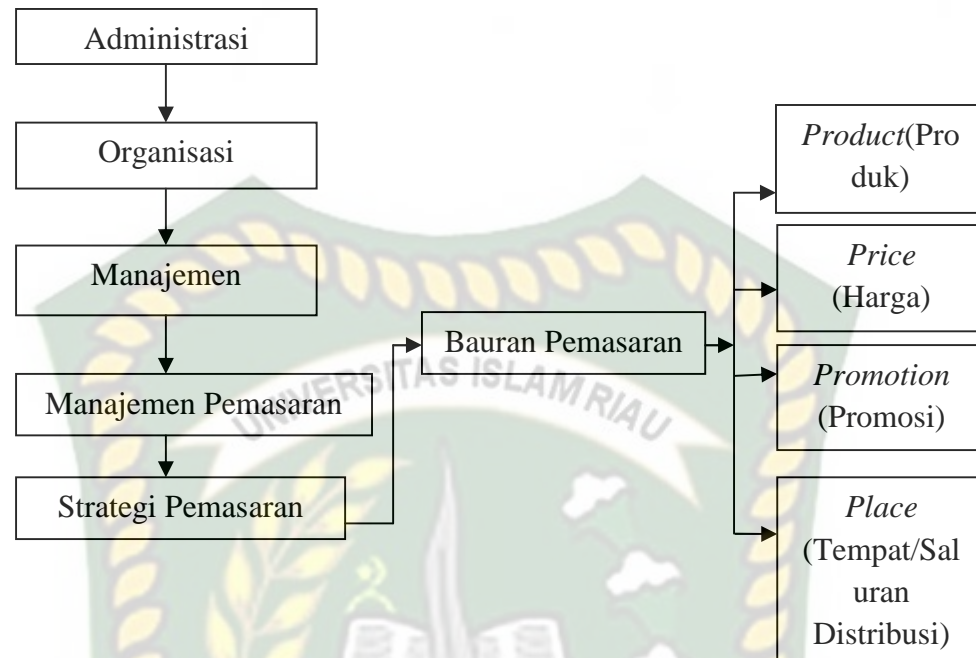 Administrasi
Organisasi
Manajemen
Manajemen Pemasaran
Strategi Pemasaran
Bauran Pemasaran
Product(Pro
duk)
Price
(Harga)
Promotion
(Promosi)
Place
(Tempat/Sal
uran
Distribusi)
UNIVERSITAS ISLAM RIAU